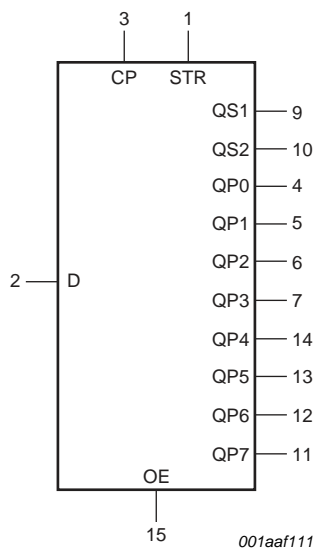 3 1
CP STR
QS1 9
QS2 10
QP0 4
QP1 5
QP2 6
QP3 7
2 D
QP4 14
QP5 13
QP6 12
QP7 11
OE
15
001aaf111